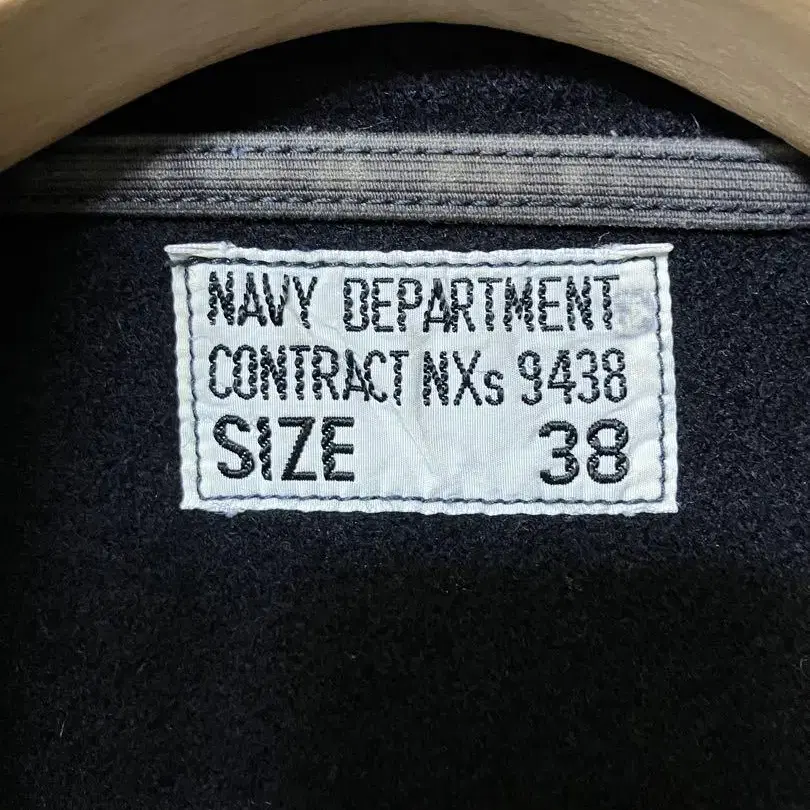 NAVY DEPARTMENT
CONTRACT NXs 9438
SIZE 38